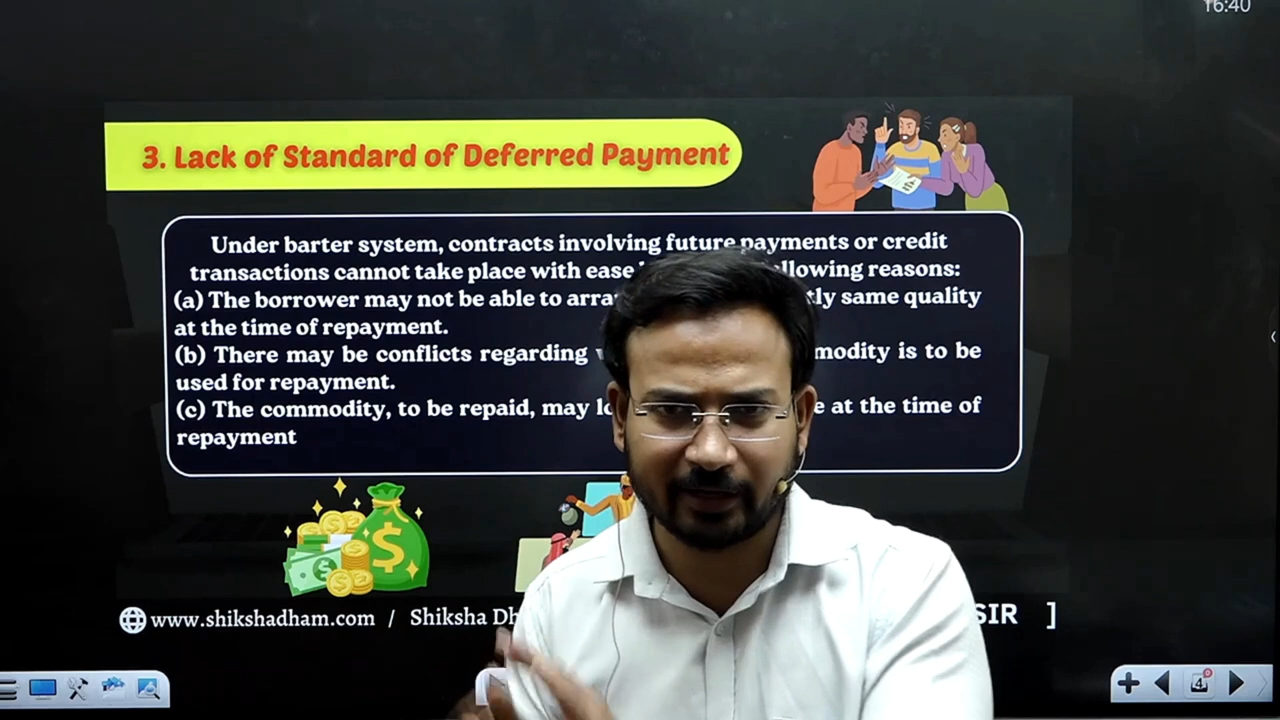 16:40
3. Lack of Standard of Deferred Payment
Under barter system, contracts involving future payments or credit
transactions cannot take place with ease llowing reasons:
(a) The borrower may not be able to arra tly same quality
at the time of repayment.
(b) There may be conflicts regarding modity is to be
used for repayment.
(c) The commodity, to be repaid, may lo e at the time of
repayment
www.shikshadham.com / Shiksha Dh SIR ]
4